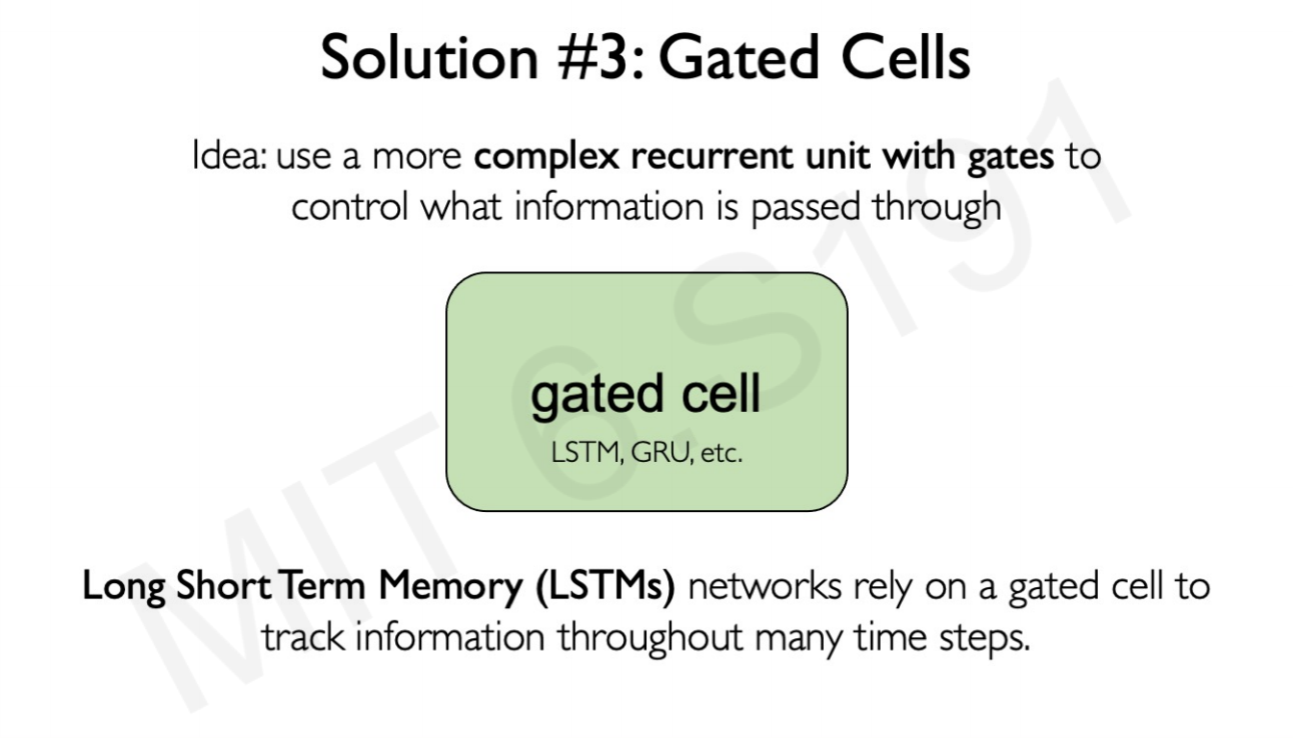 Solution #3: Gated Cells
Idea: use a more complex recurrent unit with gates to
control what information is passed through
gated cell
LSTM, GRU, etc.
Long Short Term Memory (LSTMs) networks rely on a gated cell to
track information throughout many time steps.
MIT 6.S191